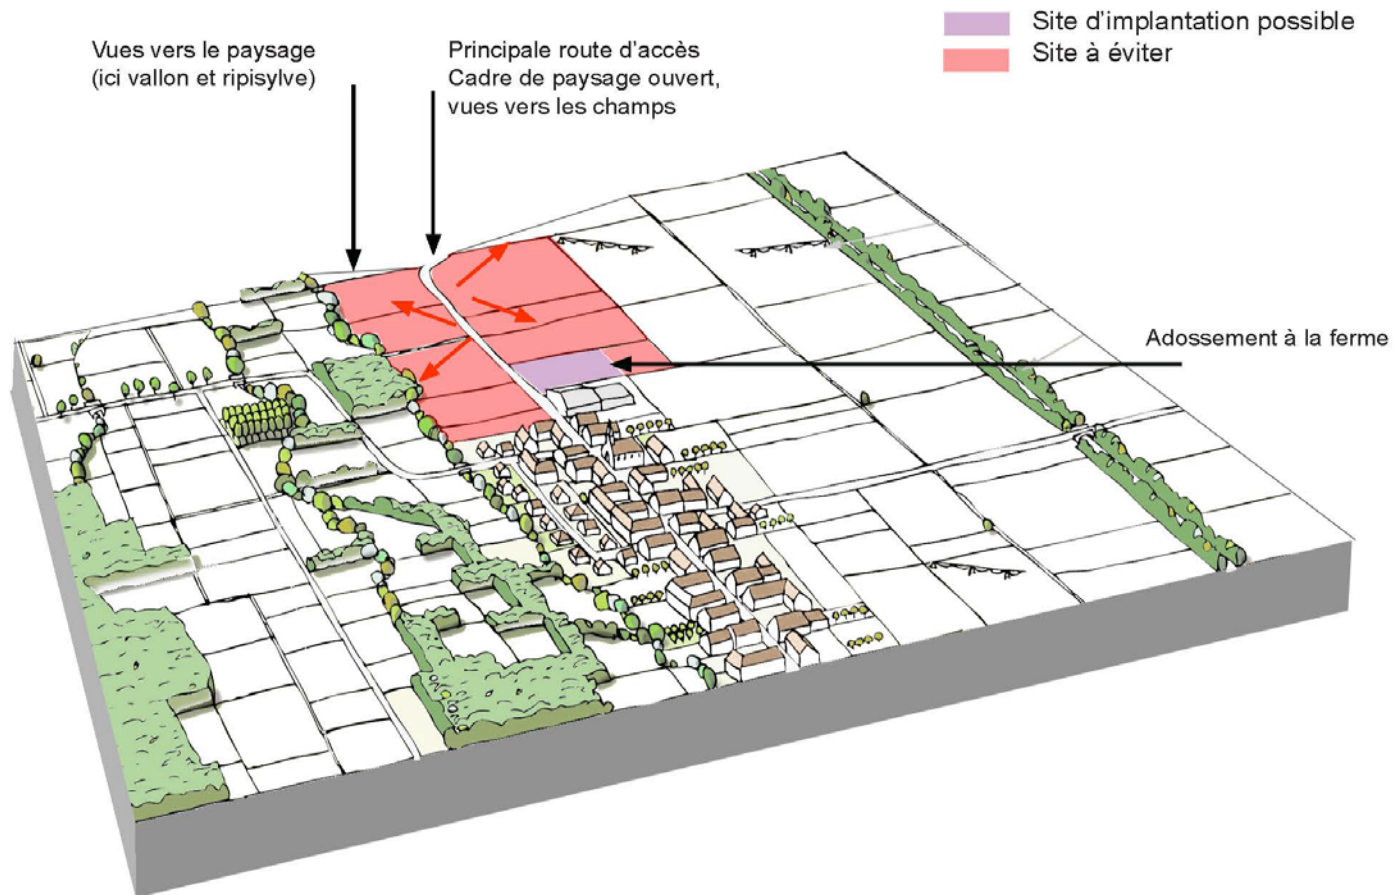 Site d'implantation possible
Site à éviter
Vues vers le paysage
(ici vallon et ripisylve)
Principale route d'accès
Cadre de paysage ouvert,
vues vers les champs
Adossement à la ferme